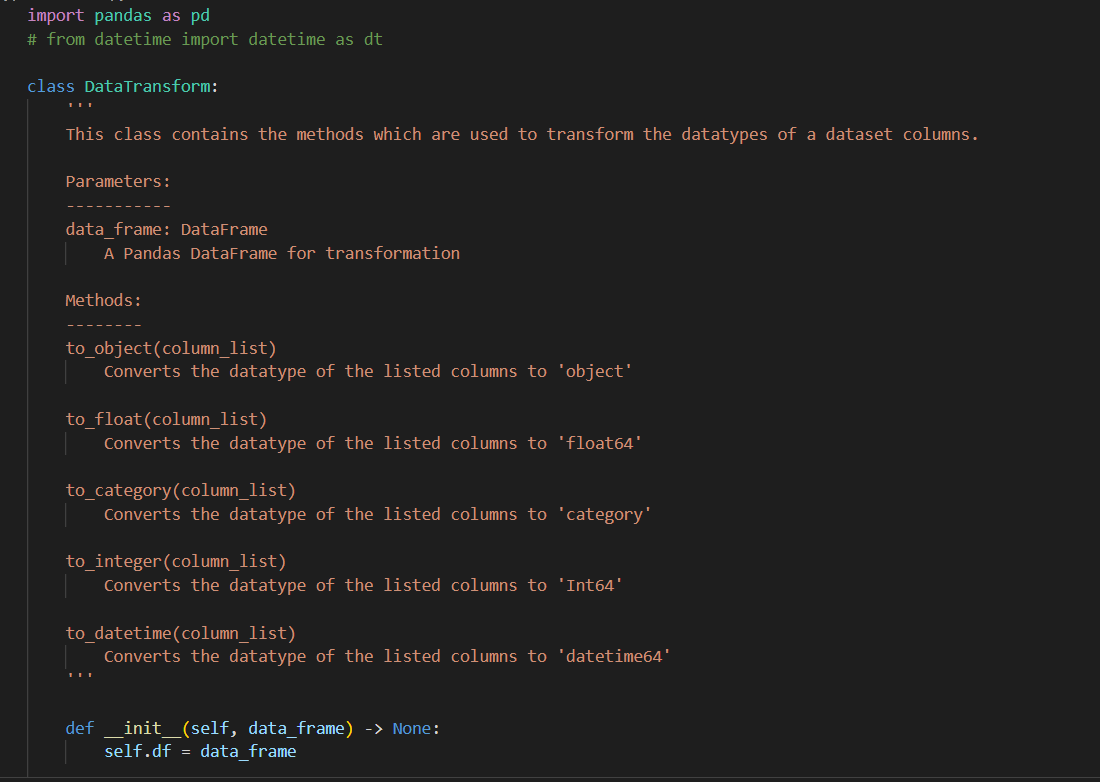 import pandas as pd
# from datetime import datetime as dt
class DataTransform:
'''
This class contains the methods which are used to transform the datatypes of a dataset columns.
Parameters:
-----------
data_frame: DataFrame
A Pandas DataFrame for transformation
Methods:
--------
to_object(column_list)
Converts the datatype of the listed columns to 'object'
to_float(column_list)
Converts the datatype of the listed columns to 'float64'
to_category(column_list)
Converts the datatype of the listed columns to 'category'
to_integer(column_list)
Converts the datatype of the listed columns to 'Int64'
to_datetime(column_list)
Converts the datatype of the listed columns to 'datetime64'
'''
def __init__(self, data_frame) -> None:
self.df = data_frame